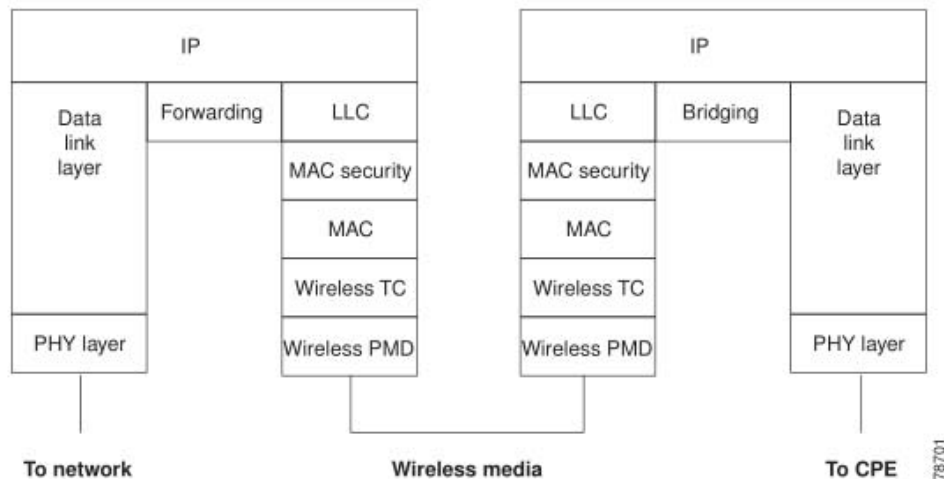 IP
Data
link
layer
Forwarding
LLC
MAC security
MAC
Wireless TC
Wireless PMD
PHY layer
To network
Wireless media
IP
LLC
Bridging
Data
link
layer
MAC security
MAC
Wireless TC
Wireless PMD
PHY layer
To CPE
78701